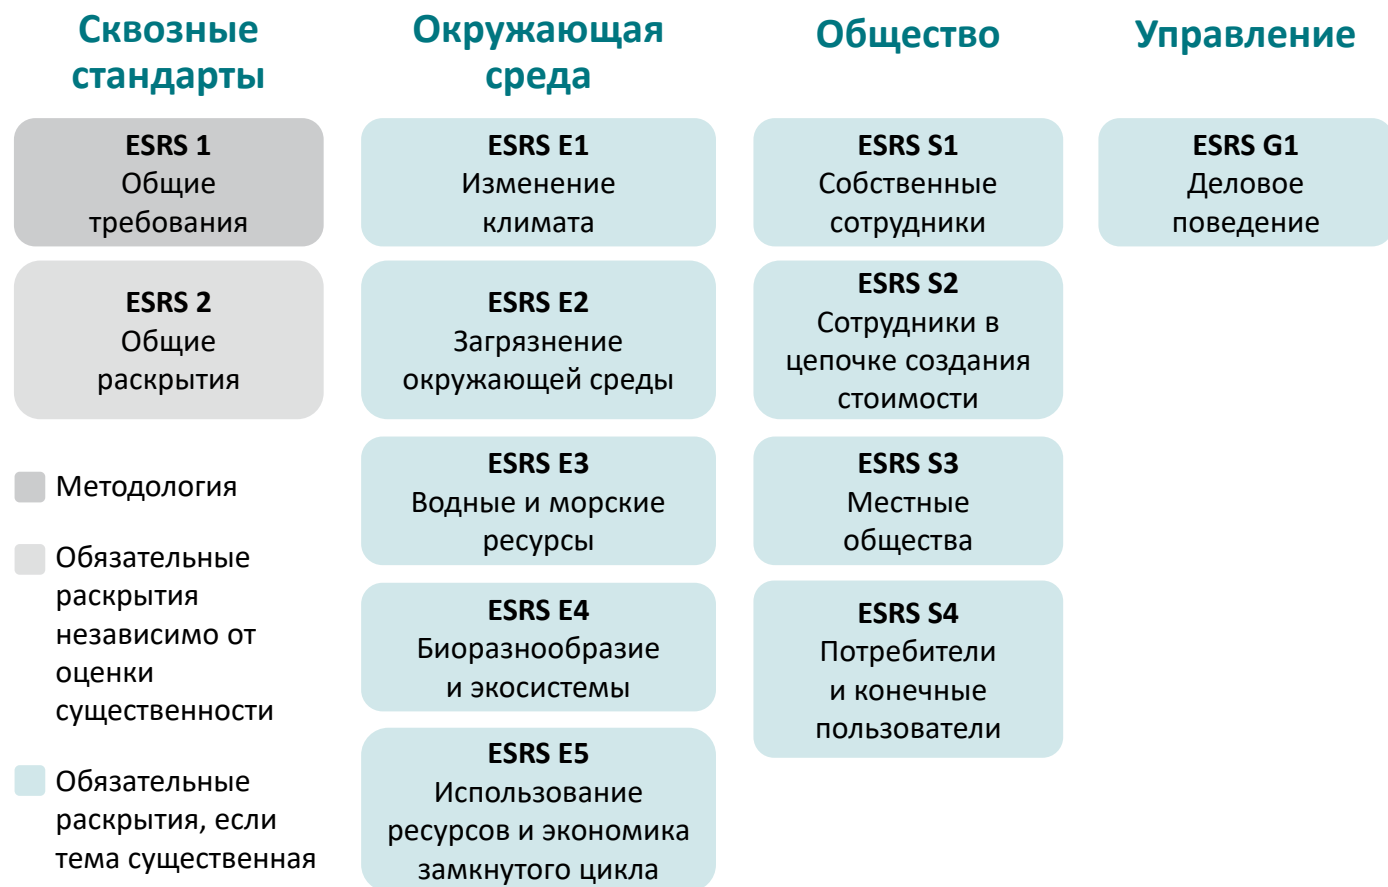 Сквозные
стандарты
ESRS 1
Общие
требования
ESRS 2
Общие
раскрытия
Методология
Обязательные
раскрытия
независимо от
оценки
существенности
Обязательные
раскрытия, если
тема существенная
Окружающая
среда
ESRS E1
Изменение
климата
ESRS E2
Загрязнение
окружающей среды
ESRS E3
Водные и морские
ресурсы
ESRS E4
Биоразнообразие
и экосистемы
ESRS E5
Использование
ресурсов и экономика
замкнутого цикла
Общество
ESRS S1
Собственные
сотрудники
ESRS S2
Сотрудники в
цепочке создания
стоимости
ESRS S3
Местные
общества
ESRS S4
Потребители
и конечные
пользователи
Управление
ESRS G1
Деловое
поведение